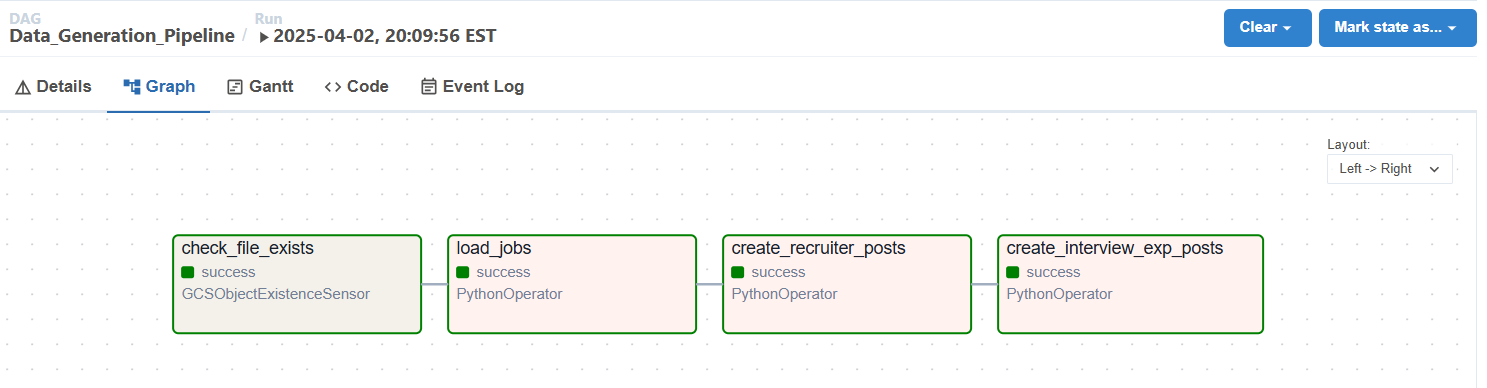 DAG
Data_Generation_Pipeline / Run
2025-04-02, 20:09:56 EST
Clear
Mark state as...
Details
Graph
Gantt
Code
Event Log
Layout:
Left -> Right
check_file_exists
success
GCSObjectExistenceSensor
load_jobs
success
PythonOperator
create_recruiter_posts
success
PythonOperator
create_interview_exp_posts
success
PythonOperator